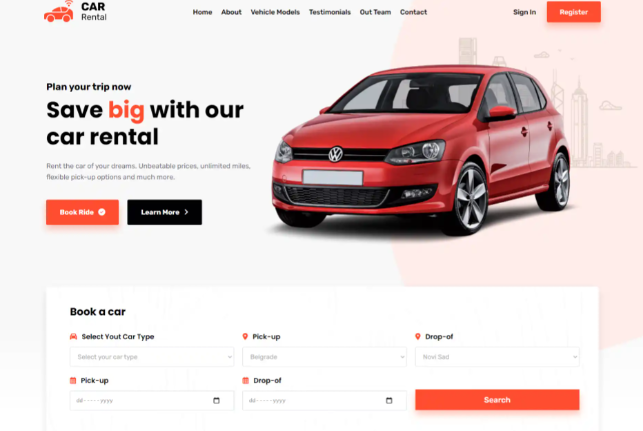 CAR
Rental
Home About Vehicle Models Testimonials Out Team Contact
Sign In Register
Plan your trip now
Save big with our
car rental
Rent the car of your dreams. Unbeatable prices, unlimited miles,
flexible pick-up options and much more.
Book Ride Learn More
Book a car
Select Yout Car Type Pick-up Drop-of
Select your car type Belgrade Novi Sad
Pick-up Drop-of
dd-----yyyy dd-----yyyy Search